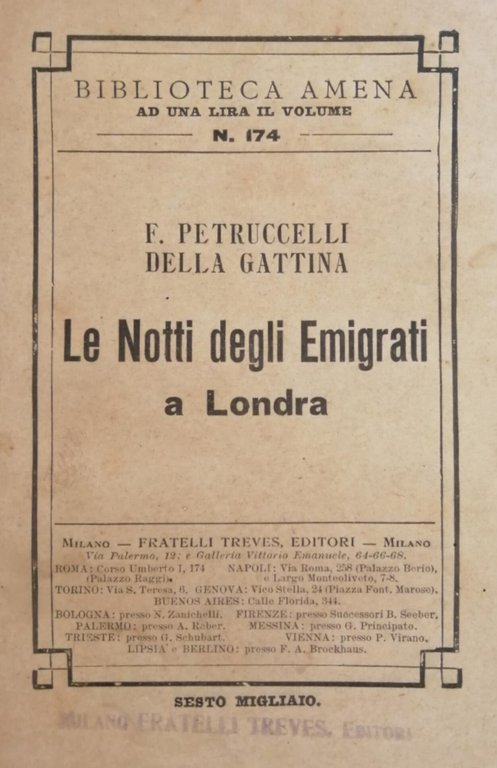 BIBLIOTECA AMENA
AD UNA LIRA IL VOLUME
N. 174
F. PETRUCCELLI
DELLA GATTINA
Le Notti degli Emigrati
a Londra
MILANO — FRATELLI TREVES, EDITORI — MILANO
Via Palermo, 12; e Galleria Vittorio Emanuele, 64-66-68.
ROMA: Corso Umberto I, 174 NAPOLI: Via Roma, 258 (Palazzo Berio),
(Palazzo Raggi). e Largo Monteoliveto, 7-8.
TORINO: Via S. Teresa, 6. GENOVA: Vico Stella, 24 (Piazza Font. Maroso).
BUENOS AIRES: Calle Florida, 344.
BOLOGNA: presso N. Zanichelli. FIRENZE: presso Successori B. Seeber.
PALERMO: presso A. Reber. MESSINA: presso G. Principato.
TRIESTE: presso G. Schubart. VIENNA: presso P. Virano.
LIPSIA e BERLINO: presso F. A. Brockhaus.
SESTO MIGLIAIO.
MILANO FRATELLI TREVES, EDITORI